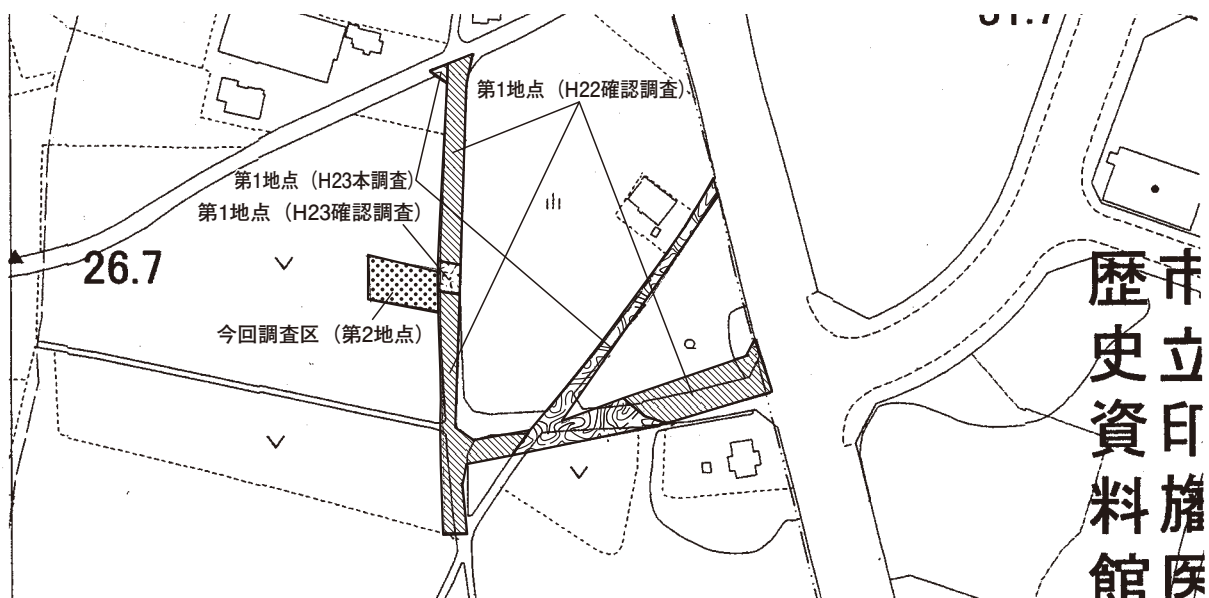 第1地点（H22確認調査）
第1地点（H23本調査）
第1地点（H23確認調査）
26.7
今回調査区（第2地点）
市立印旛医
歴史資料館